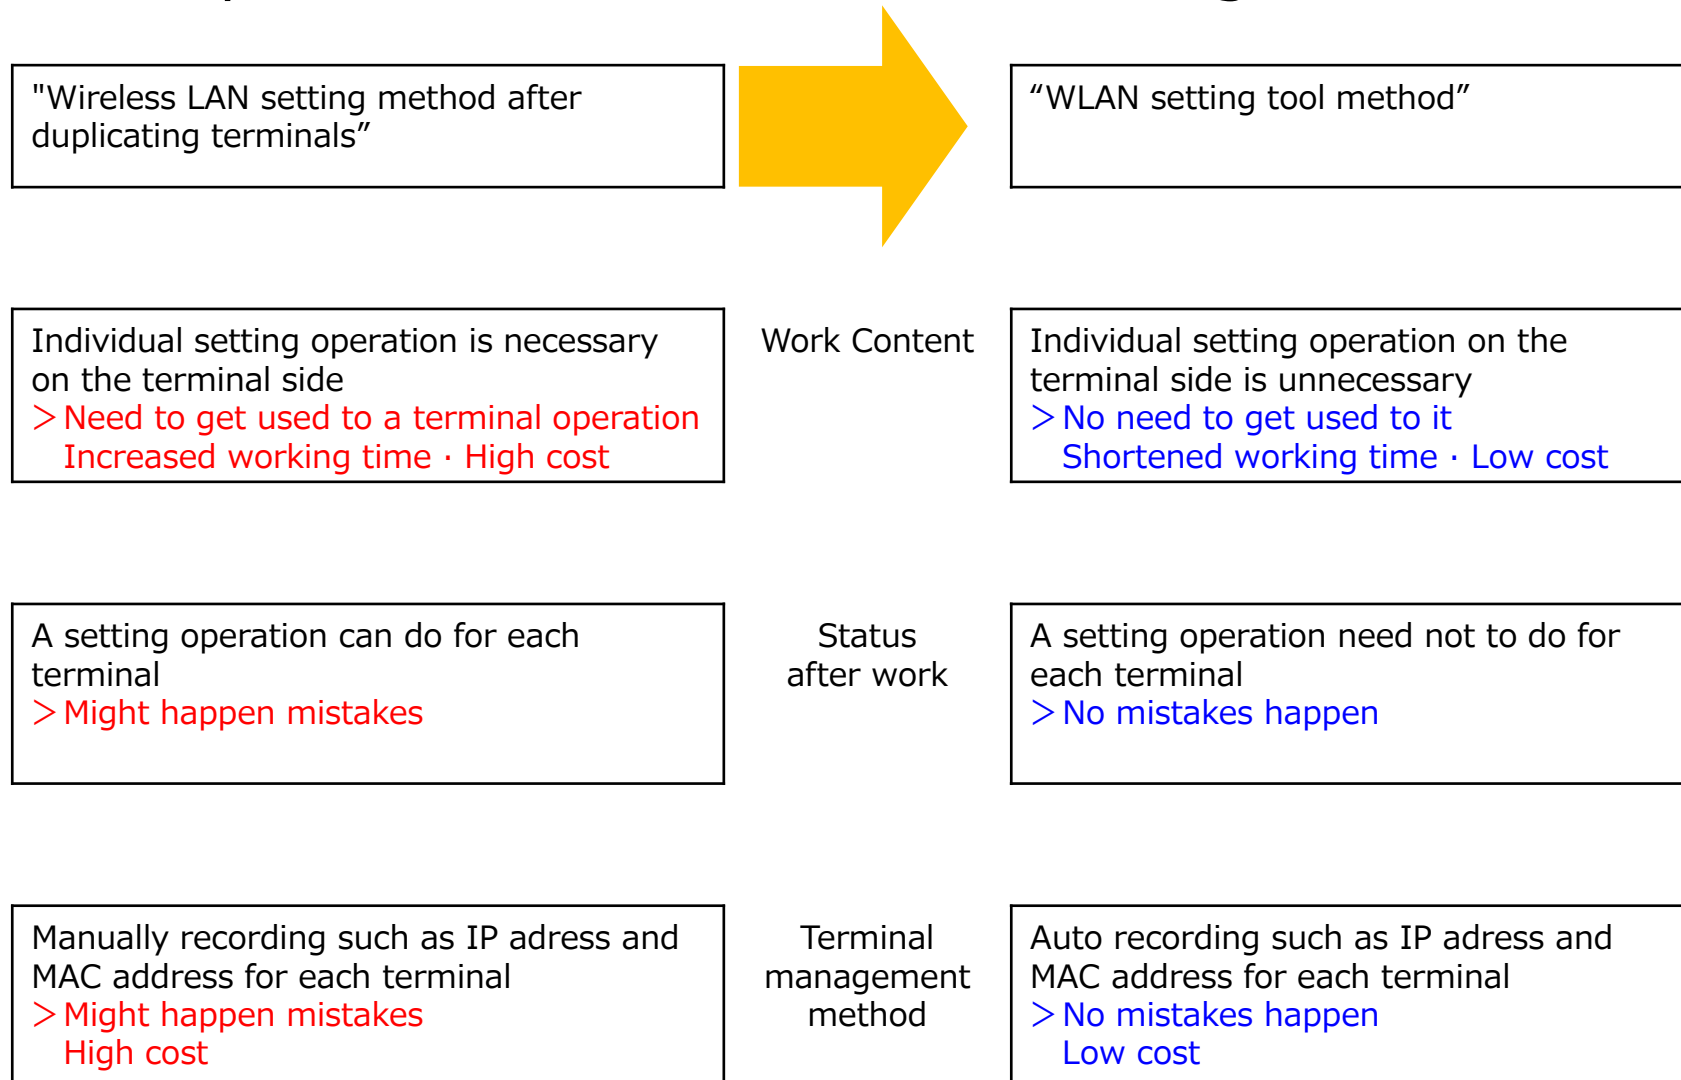 "Wireless LAN setting method after
duplicating terminals”
“WLAN setting tool method”
Individual setting operation is necessary
on the terminal side
＞Need to get used to a terminal operation
Increased working time · High cost
Work Content
Individual setting operation on the
terminal side is unnecessary
＞No need to get used to it
Shortened working time · Low cost
A setting operation can do for each
terminal
＞Might happen mistakes
Status
after work
A setting operation need not to do for
each terminal
＞No mistakes happen
Manually recording such as IP adress and
MAC address for each terminal
＞Might happen mistakes
High cost
Terminal
management
method
Auto recording such as IP adress and
MAC address for each terminal
＞No mistakes happen
Low cost